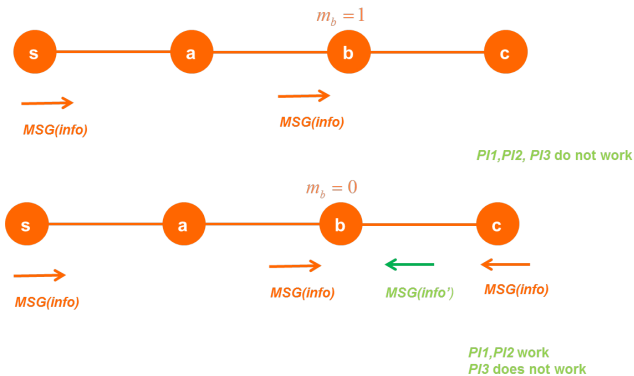 m_b = 1
s a b c
MSG(info) MSG(info)
PI1,PI2, PI3 do not work
m_b = 0
s a b c
MSG(info) MSG(info) MSG(info') MSG(info)
PI1,PI2 work
PI3 does not work